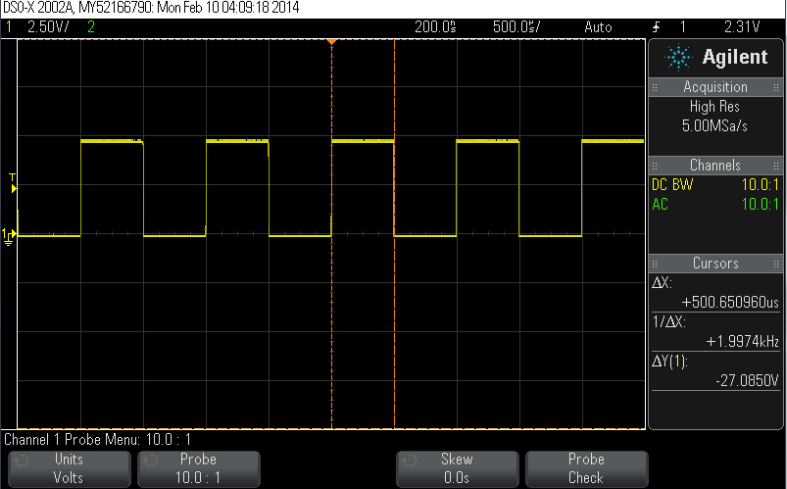 DSO-X 2002A, MY52166790: Mon Feb 10 04:09:18 2014
1 2.50V/ 2 200.0s 500.0s/ Auto 1 2.31V
Agilent
Acquisition
High Res
5.00MSa/s
Channels
DC BW 10.0:1
AC 10.0:1
Cursors
ΔX:
+500.650960us
1/ΔX:
+1.9974kHz
ΔY(1):
-27.0850V
T
1
Channel 1 Probe Menu: 10.0 : 1
Units
Volts
Probe
10.0 : 1
Skew
0.0s
Probe
Check